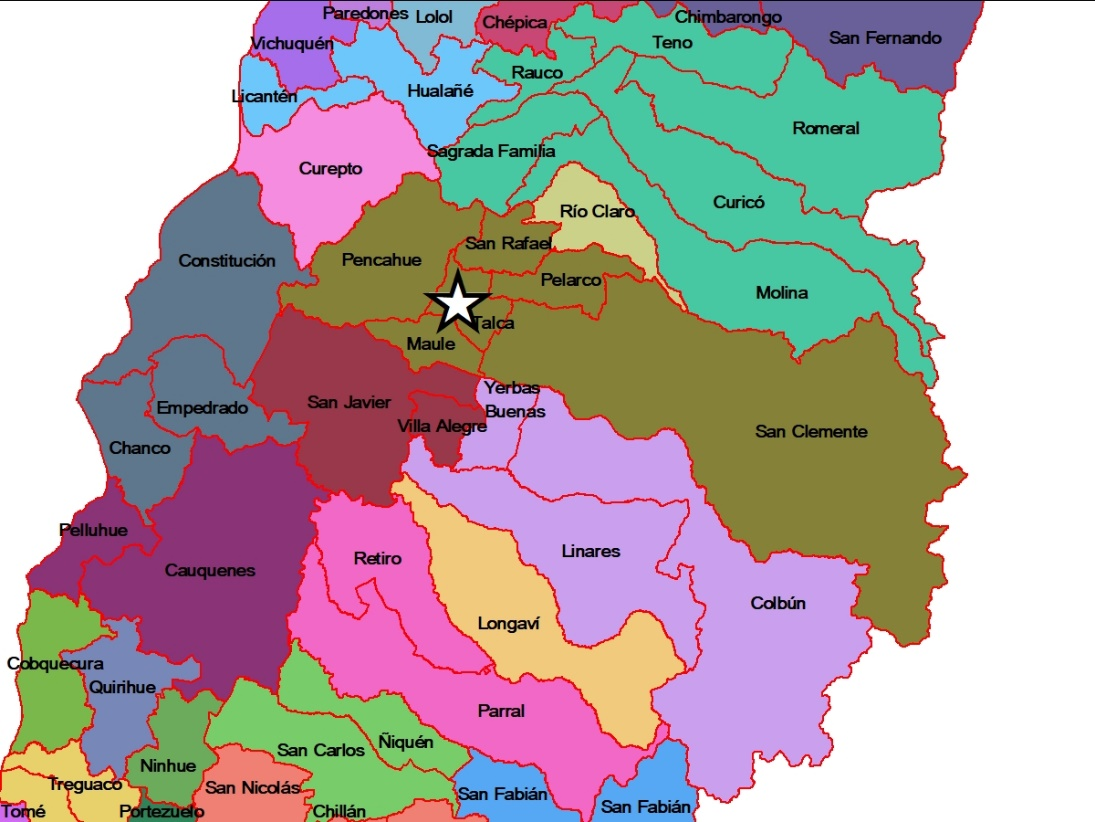 Paredones
Lolol
Chépica
Chimbarongo
San Fernando
Vichuquén
Teno
Rauco
Licantén
Hualañé
Romeral
Sagrada Familia
Curepto
Río Claro
Curicó
San Rafael
Constitución
Pencahue
Pelarco
Molina
Talca
Maule
Yerbas
Buenas
San Javier
Empedrado
Villa Alegre
San Clemente
Chanco
Pelluhue
Linares
Retiro
Cauquenes
Colbún
Longaví
Cobquecura
Quirihue
Parral
Ñiquén
San Carlos
Ninhue
Treguaco
San Nicolás
San Fabián
San Fabián
Tomé
Portezuelo
Chillán